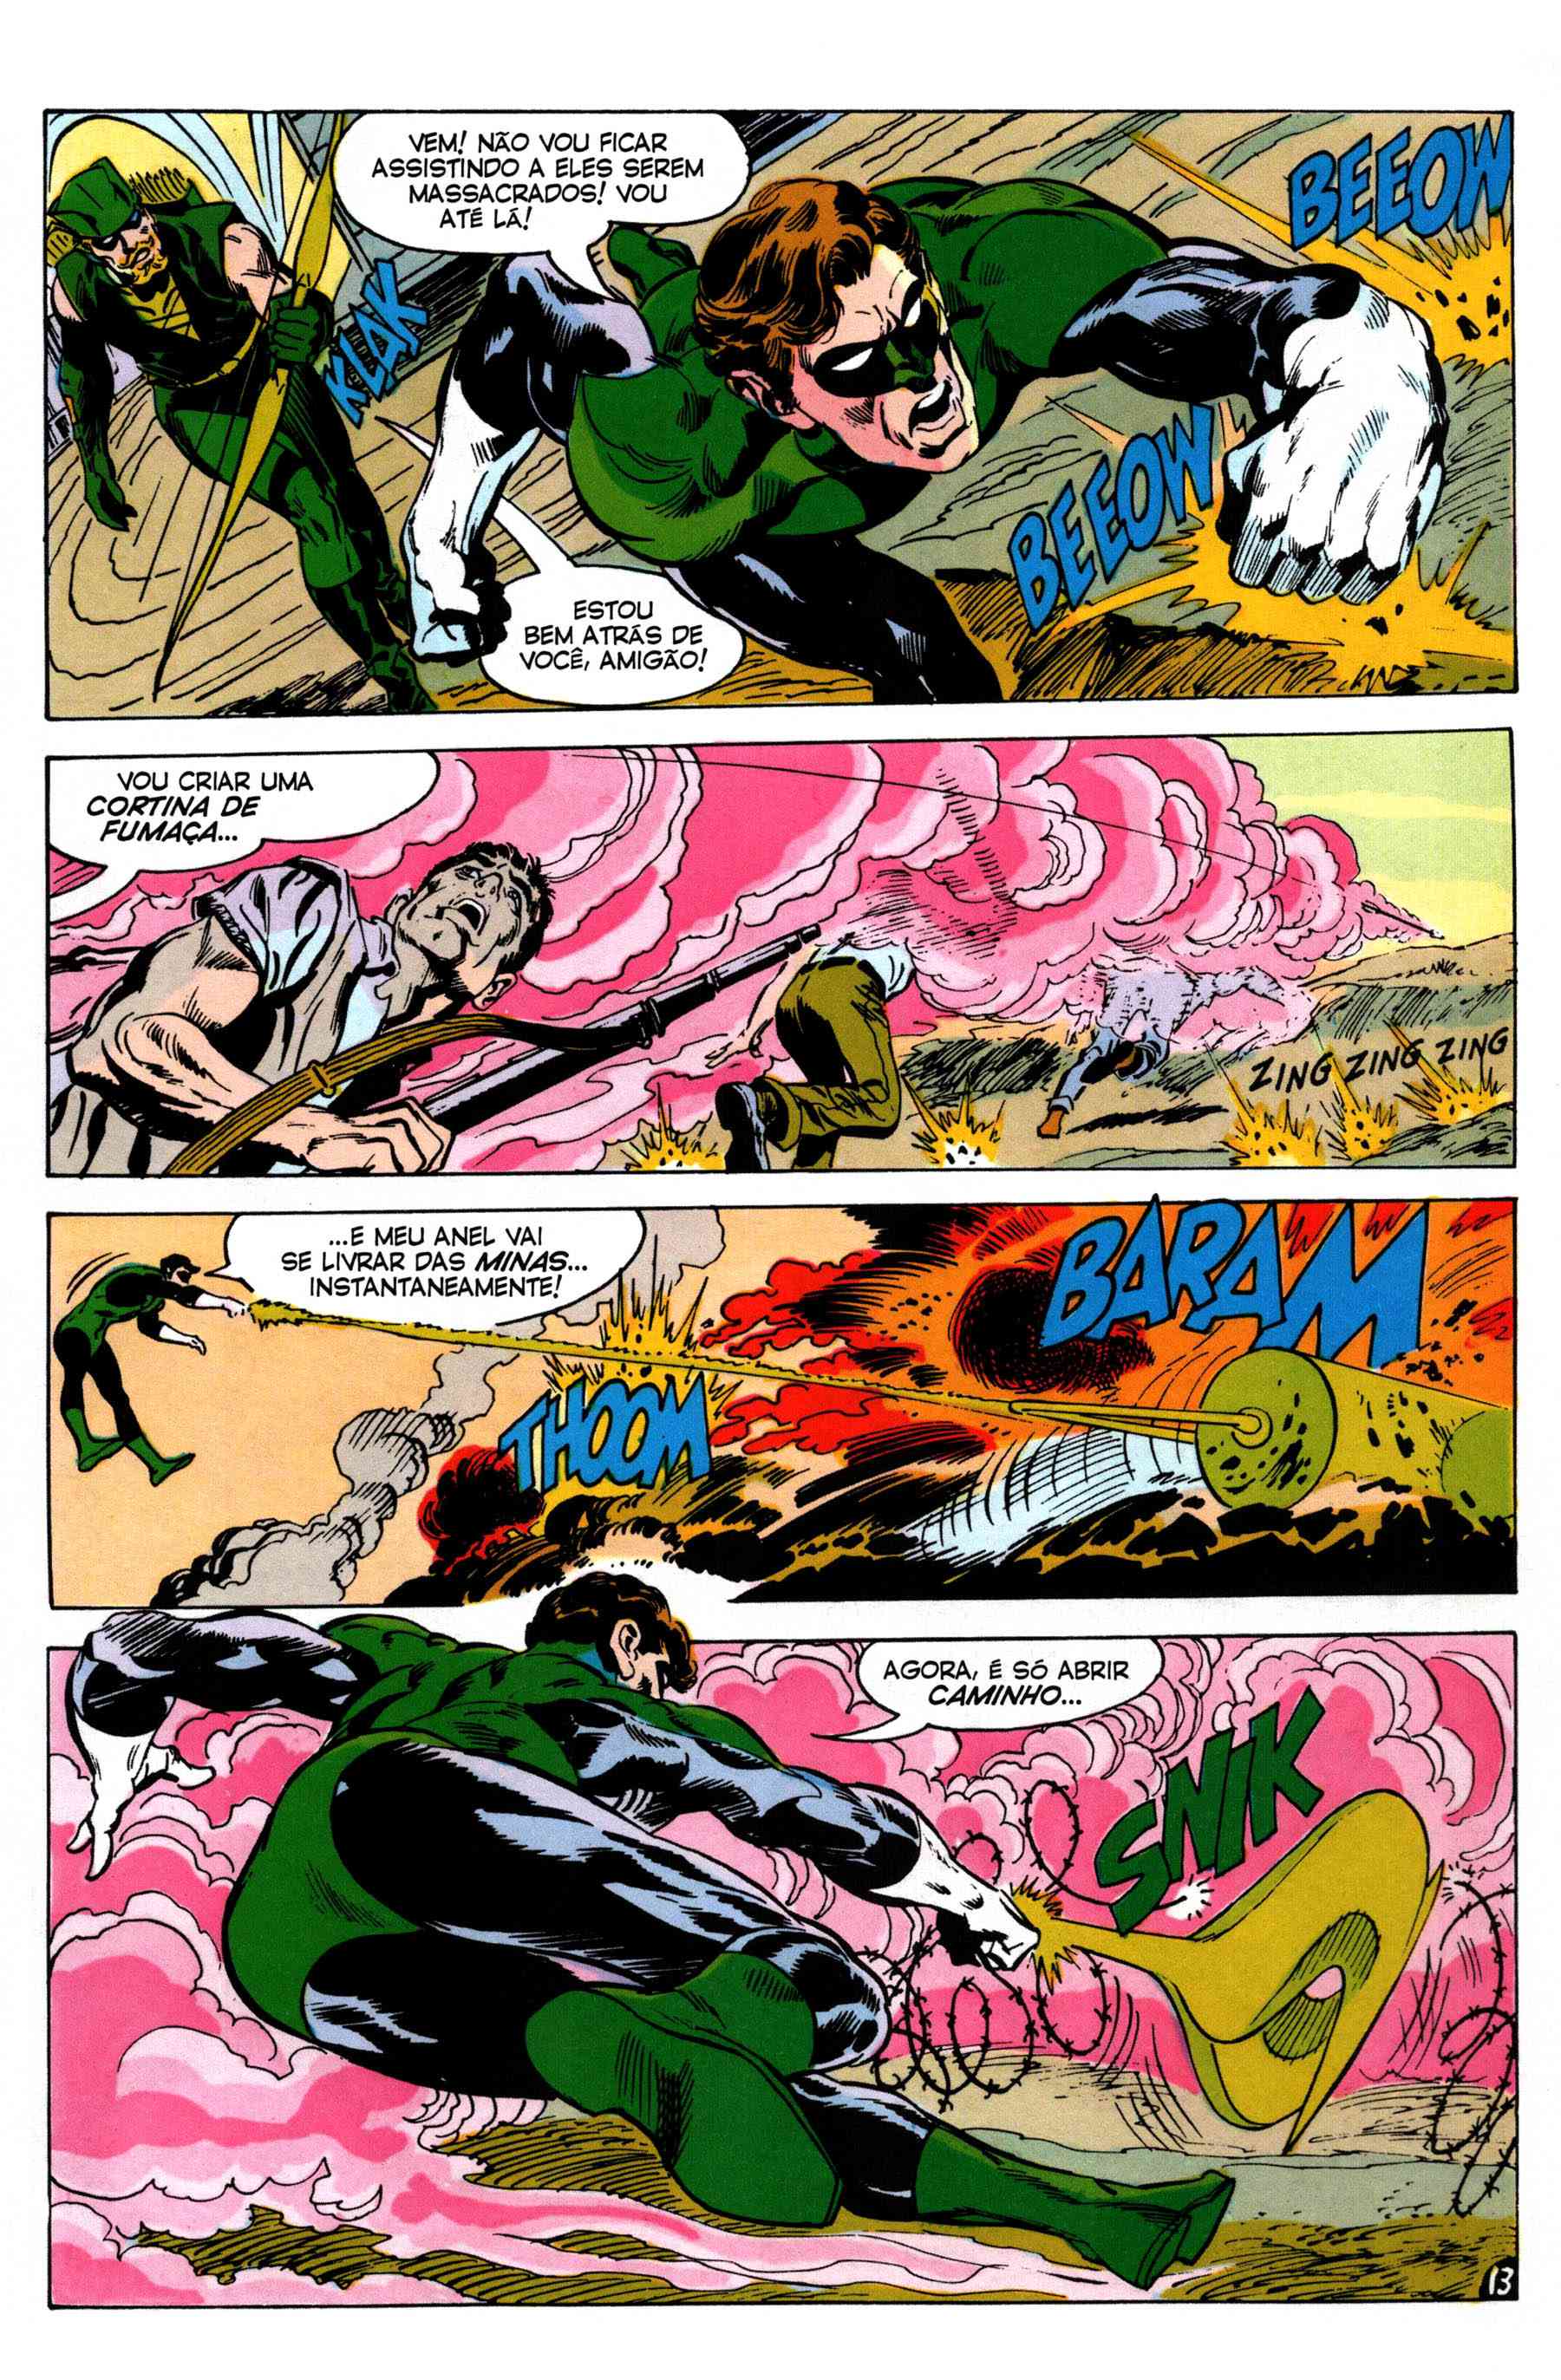 VEM! NÃO VOU FICAR
ASSISTINDO A ELES SEREM
MASSACRADOS! VOU
ATÉ LÁ!
BEEOW
KLAK
BEEOW
ESTOU
BEM ATRÁS DE
VOCÊ, AMIGÃO!
VOU CRIAR UMA
CORTINA DE
FUMAÇA...
ZING ZING ZING
...E MEU ANEL VAI
SE LIVRAR DAS MINAS...
INSTANTANEAMENTE!
BARAM
THOOM
AGORA, É SÓ ABRIR
CAMINHO...
SNIK
13